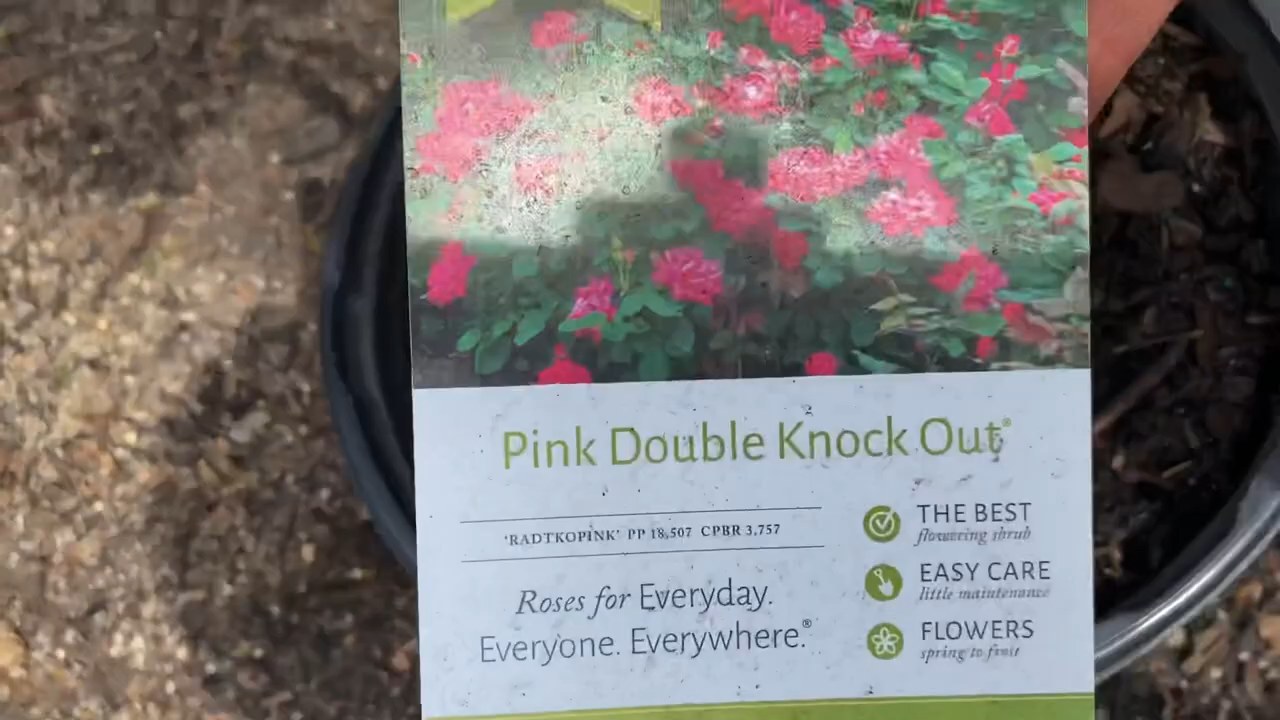 Pink Double Knock Out®
'RADTKOPINK' PP 18,507 CPBR 3,757
Roses for Everyday.
Everyone. Everywhere.®
THE BEST
flowering shrub
EASY CARE
little maintenance
FLOWERS
spring to frost